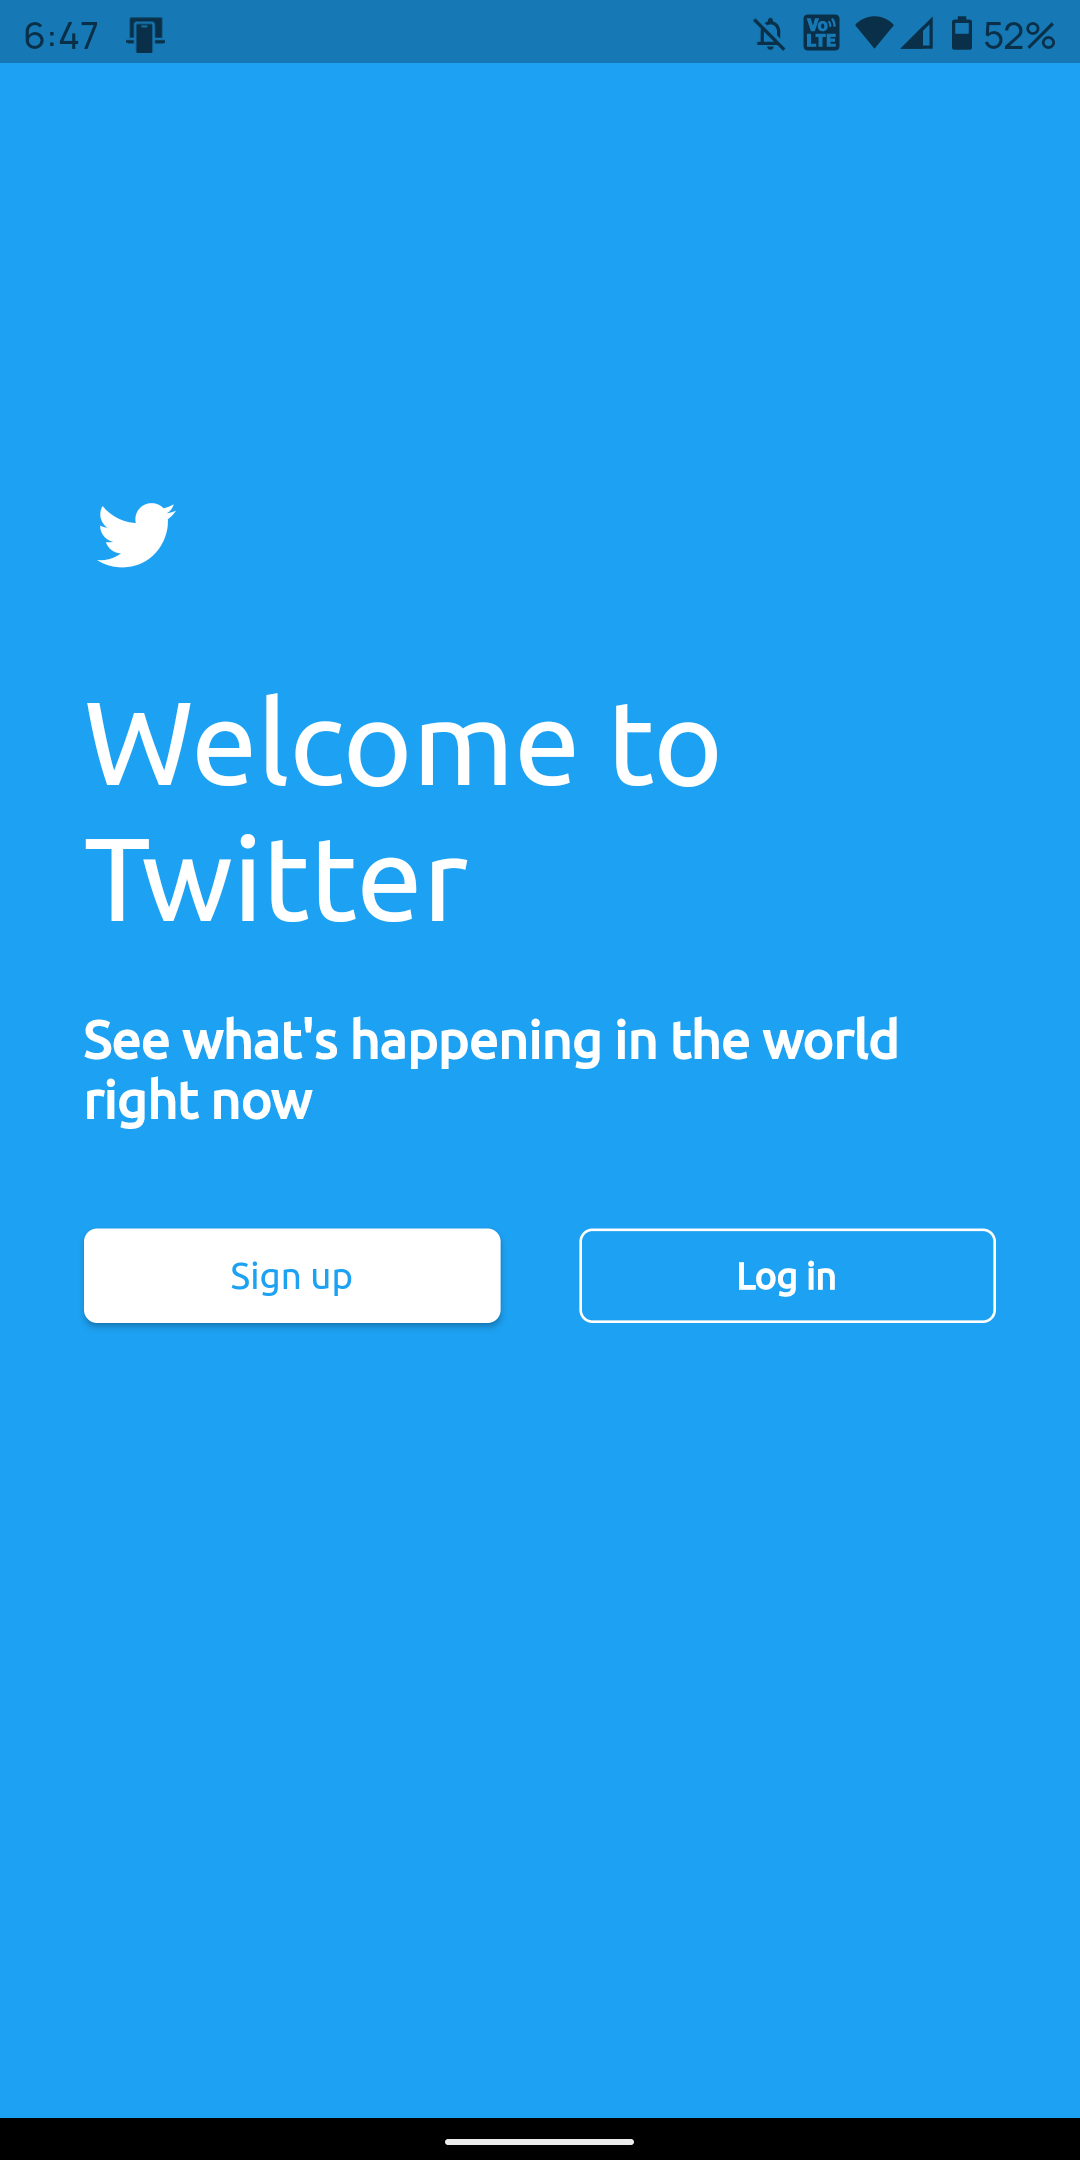 6:47 Vo LTE 52%
Welcome to
Twitter
See what's happening in the world
right now
Sign up Log in